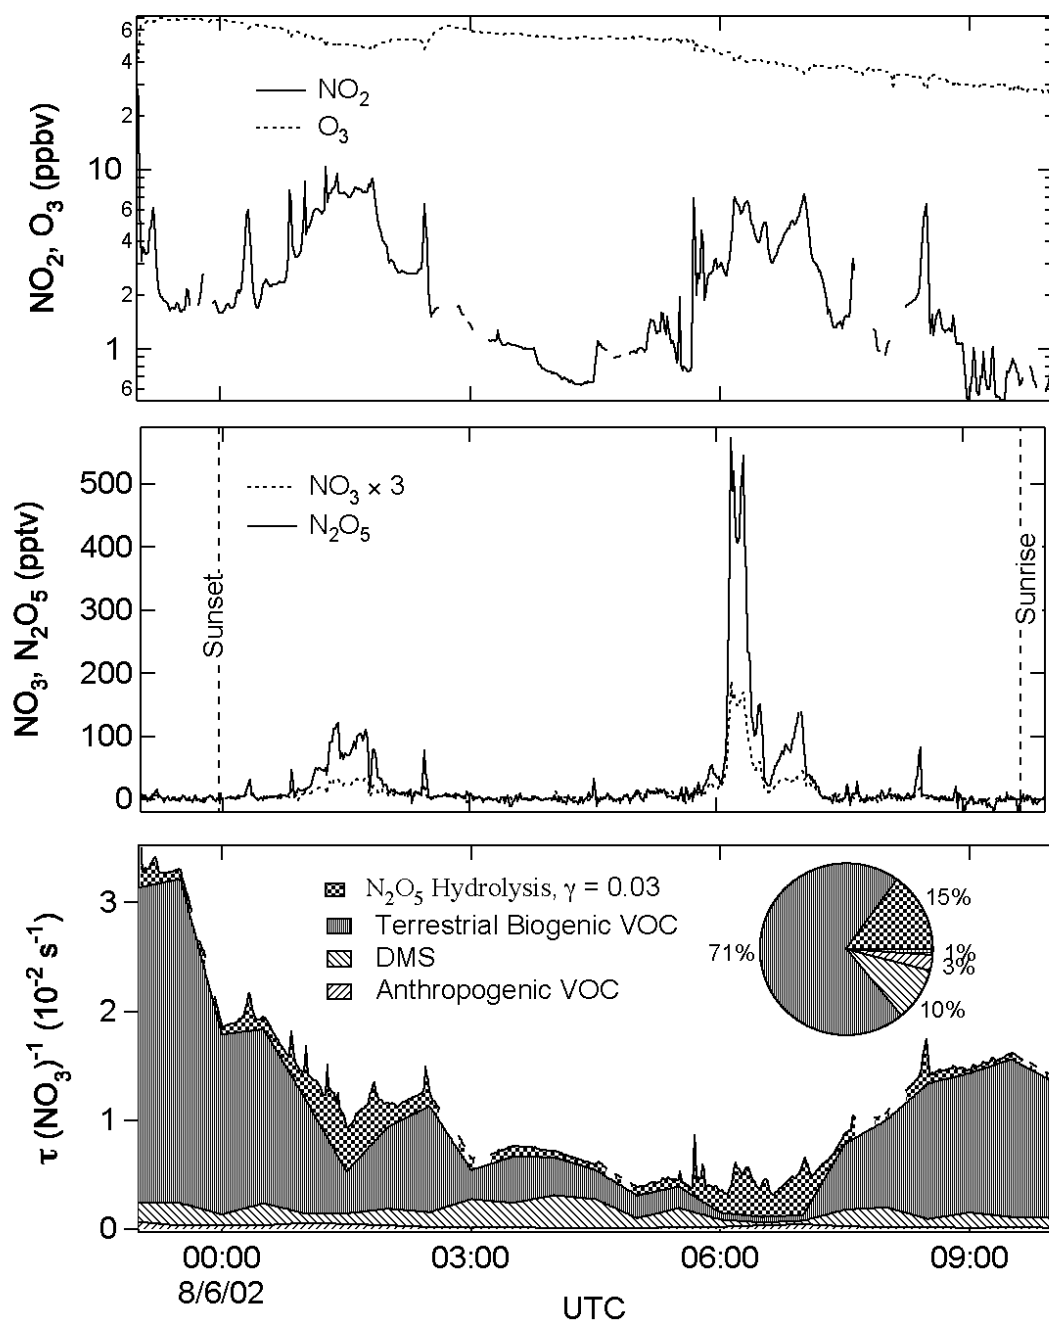 6
4
2
10
6
4
2
1
6
NO2, O3 (ppbv)
NO2
O3
500
400
300
200
100
0
NO3, N2O5 (pptv)
NO3 × 3
N2O5
Sunset
Sunrise
3
2
1
0
τ (NO3)-1 (10-2 s-1)
N2O5 Hydrolysis, γ = 0.03
Terrestrial Biogenic VOC
DMS
Anthropogenic VOC
15%
71%
1%
3%
10%
00:00 03:00 06:00 09:00
8/6/02
UTC